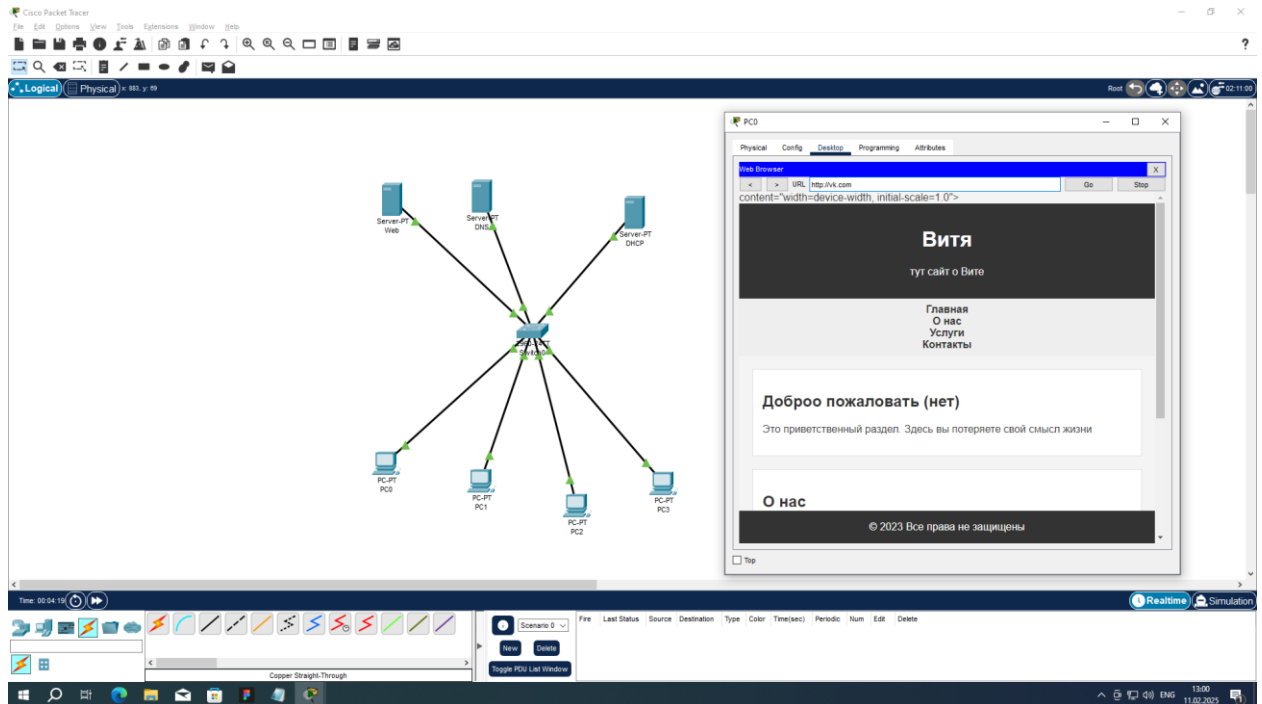 Cisco Packet Tracer
File Edit Options View Tools Extensions Window Help
?
Logical Physical x: 883, y: 69 Root 02:11:00
Server-PT
Web
Server-PT
DNS
Server-PT
DHCP
2960-24TT
Switch0
PC-PT
PC0
PC-PT
PC1
PC-PT
PC2
PC-PT
PC3
PC0
Physical Config Desktop Programming Attributes
Web Browser X
< > URL http://vk.com Go Stop
content="width=device-width, initial-scale=1.0">
Витя
тут сайт о Вите
Главная
О нас
Услуги
Контакты
Доброо пожаловать (нет)
Это приветственный раздел. Здесь вы потеряете свой смысл жизни
О нас
© 2023 Все права не защищены
Top
Time: 00:04:19 Realtime Simulation
Scenario 0
New Delete
Toggle PDU List Window
Fire Last Status Source Destination Type Color Time(sec) Periodic Num Edit Delete
Copper Straight-Through
ENG 13:00
11.02.2025